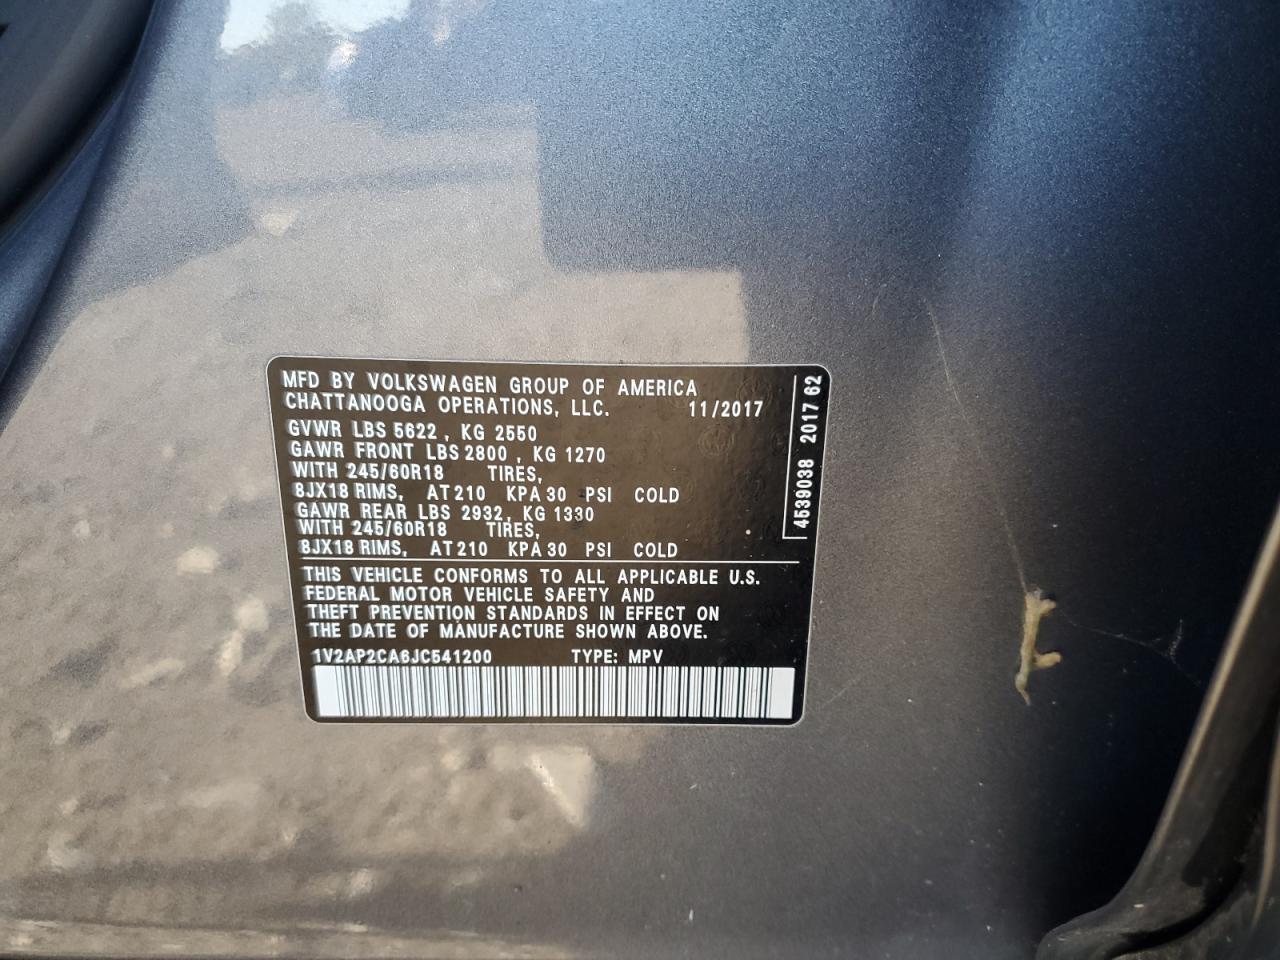 MFD BY VOLKSWAGEN GROUP OF AMERICA
CHATTANOOGA OPERATIONS, LLC. 11/2017
GVWR LBS 5622 , KG 2550
GAWR FRONT LBS 2800 , KG 1270
WITH 245/60R18 TIRES,
8JX18 RIMS, AT 210 KPA 30 PSI COLD
GAWR REAR LBS 2932, KG 1330
WITH 245/60R18 TIRES,
8JX18 RIMS, AT 210 KPA 30 PSI COLD
THIS VEHICLE CONFORMS TO ALL APPLICABLE U.S.
FEDERAL MOTOR VEHICLE SAFETY AND
THEFT PREVENTION STANDARDS IN EFFECT ON
THE DATE OF MANUFACTURE SHOWN ABOVE.
1V2AP2CA6JC541200 TYPE: MPV
4539038 2017 62